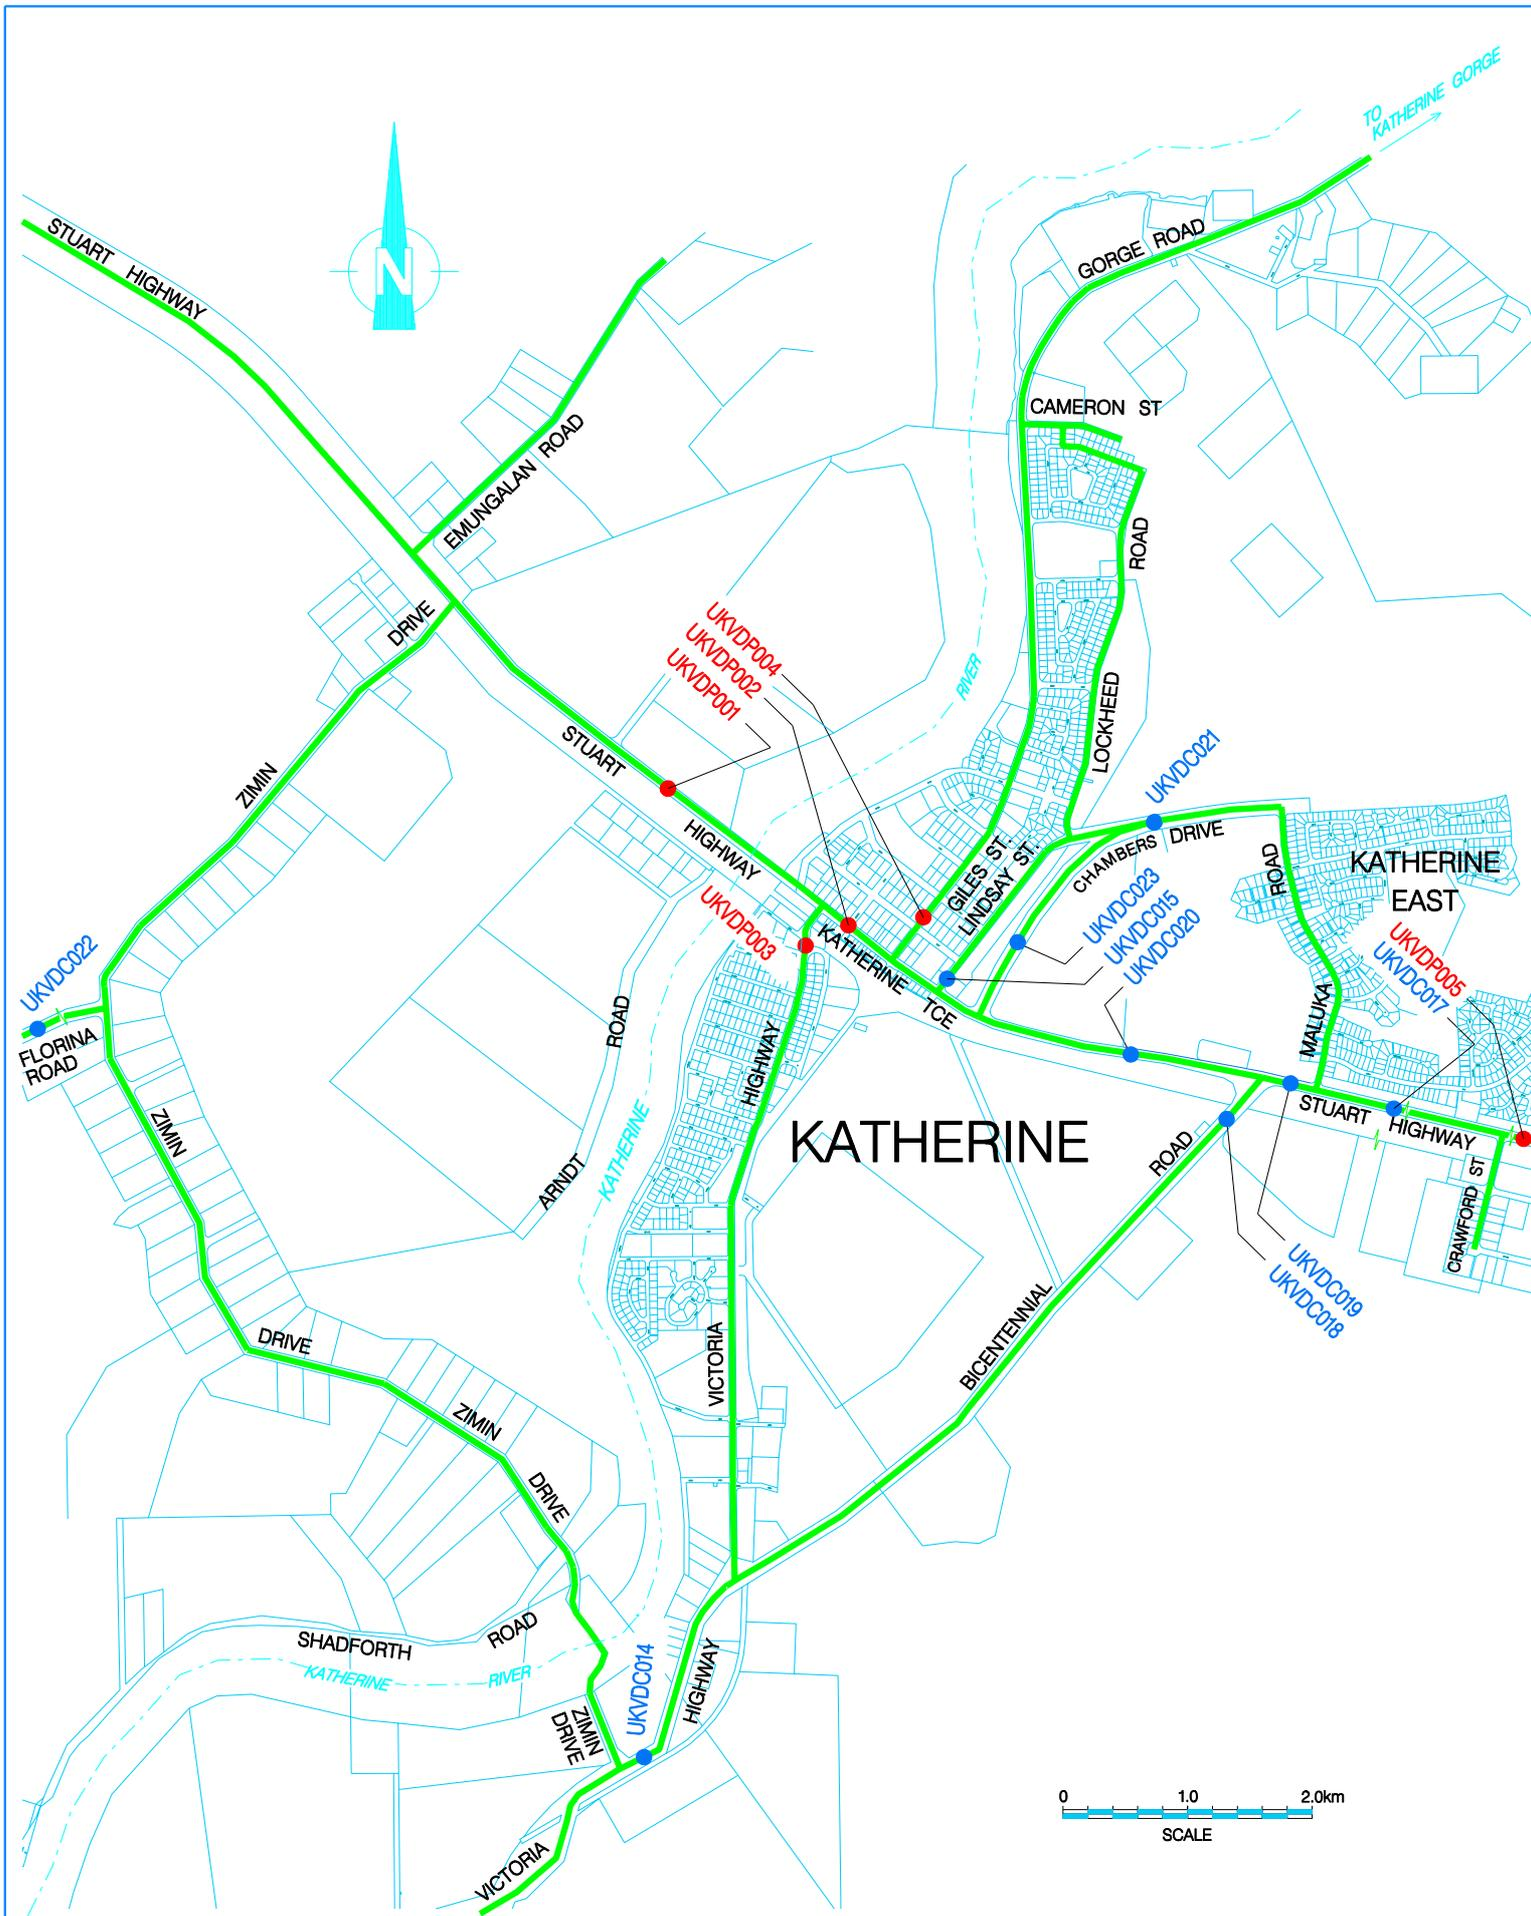 TO
KATHERINE GORGE
STUART HIGHWAY
N
GORGE ROAD
CAMERON ST
EMUNGALAN ROAD
ROAD
DRIVE
UKVDP004
UKVDP002
UKVDP001
RIVER
LOCKHEED
STUART
UKVDC021
ZIMIN
HIGHWAY
GILES ST.
LINDSAY ST.
CHAMBERS DRIVE
ROAD
KATHERINE
EAST
UKVDC023
UKVDC015
UKVDC020
UKVDP003
KATHERINE TCE
UKVDP005
UKVDC017
UKVDC022
FLORINA
ROAD
ROAD
MALUKA
HIGHWAY
ZIMIN
KATHERINE
KATHERINE
STUART
HIGHWAY
ROAD
ARNDT
CRAWFORD ST
UKVDC019
UKVDC018
DRIVE
VICTORIA
BICENTENNIAL
ZIMIN
DRIVE
SHADFORTH
ROAD
KATHERINE
RIVER
UKVDC014
HIGHWAY
ZIMIN
DRIVE
0 1.0 2.0km
SCALE
VICTORIA